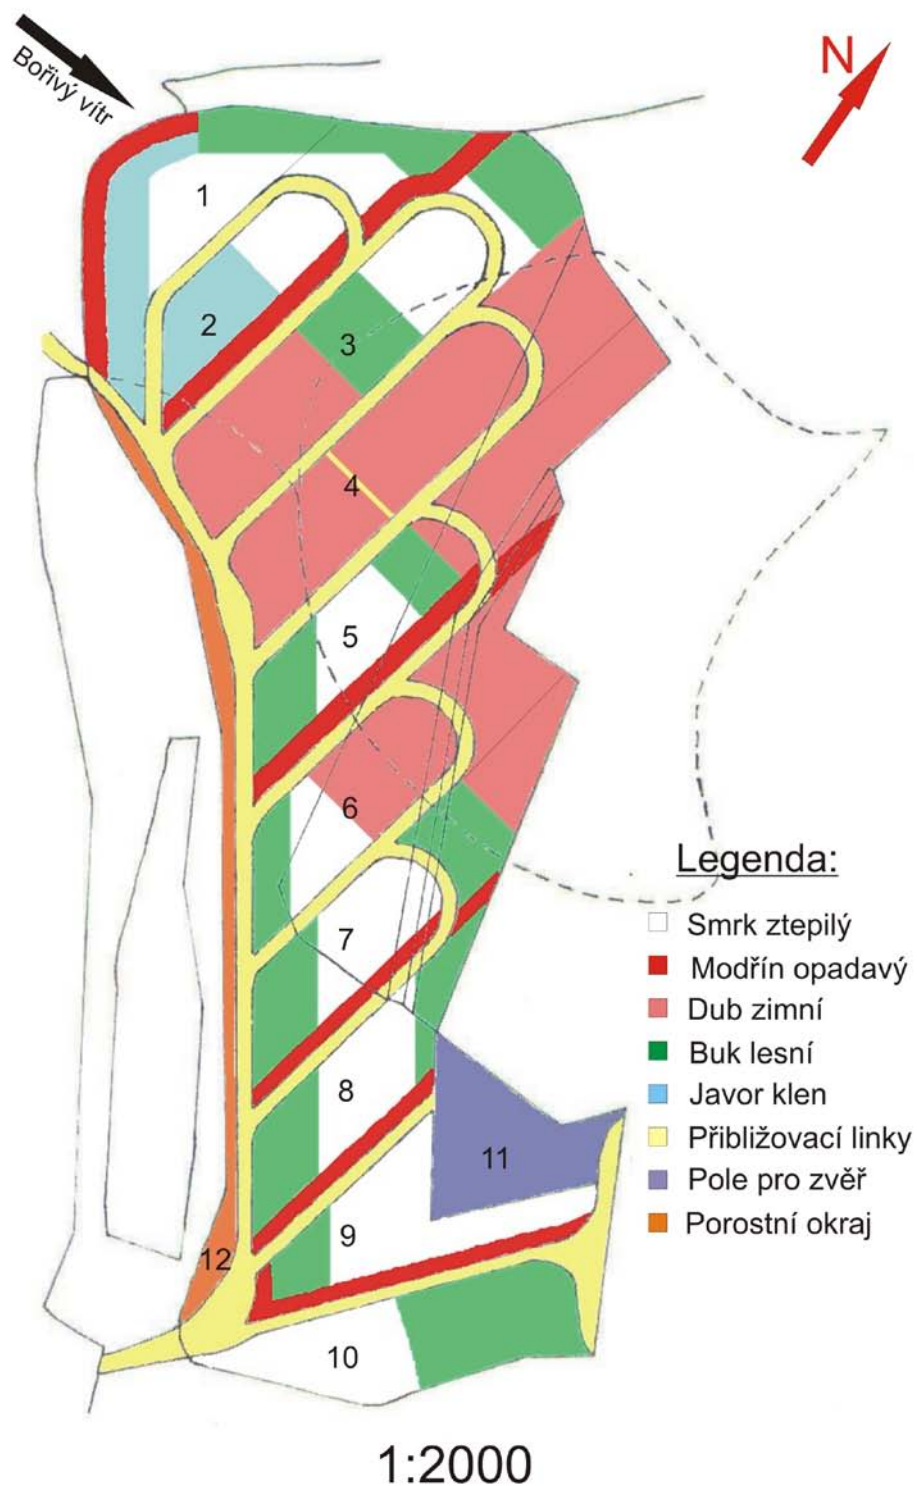 Bořivý vítr
N
1
2
3
4
5
6
7
8
9
10
11
12
Legenda:
Smrk ztepilý
Modřín opadavý
Dub zimní
Buk lesní
Javor klen
Přibližovací linky
Pole pro zvěř
Porostní okraj
1:2000